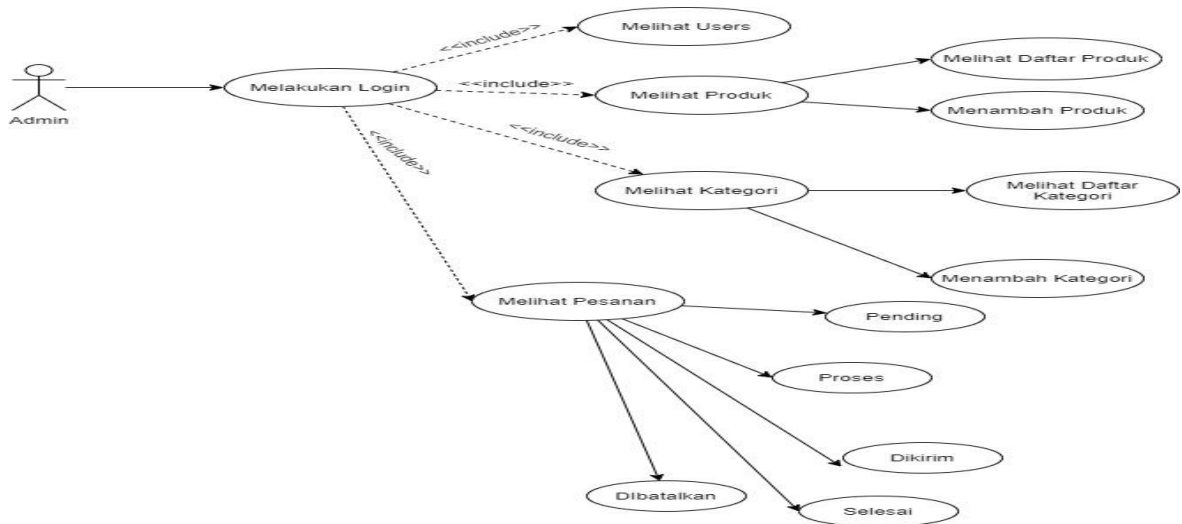 Melihat Users
<<include>>
Melihat Daftar Produk
Admin
Melakukan Login
<<include>>
Melihat Produk
Menambah Produk
<<include>>
<<include>>
Melihat Kategori
Melihat Daftar
Kategori
Menambah Kategori
Melihat Pesanan
Pending
Proses
Dikirim
DIbatalkan
Selesai